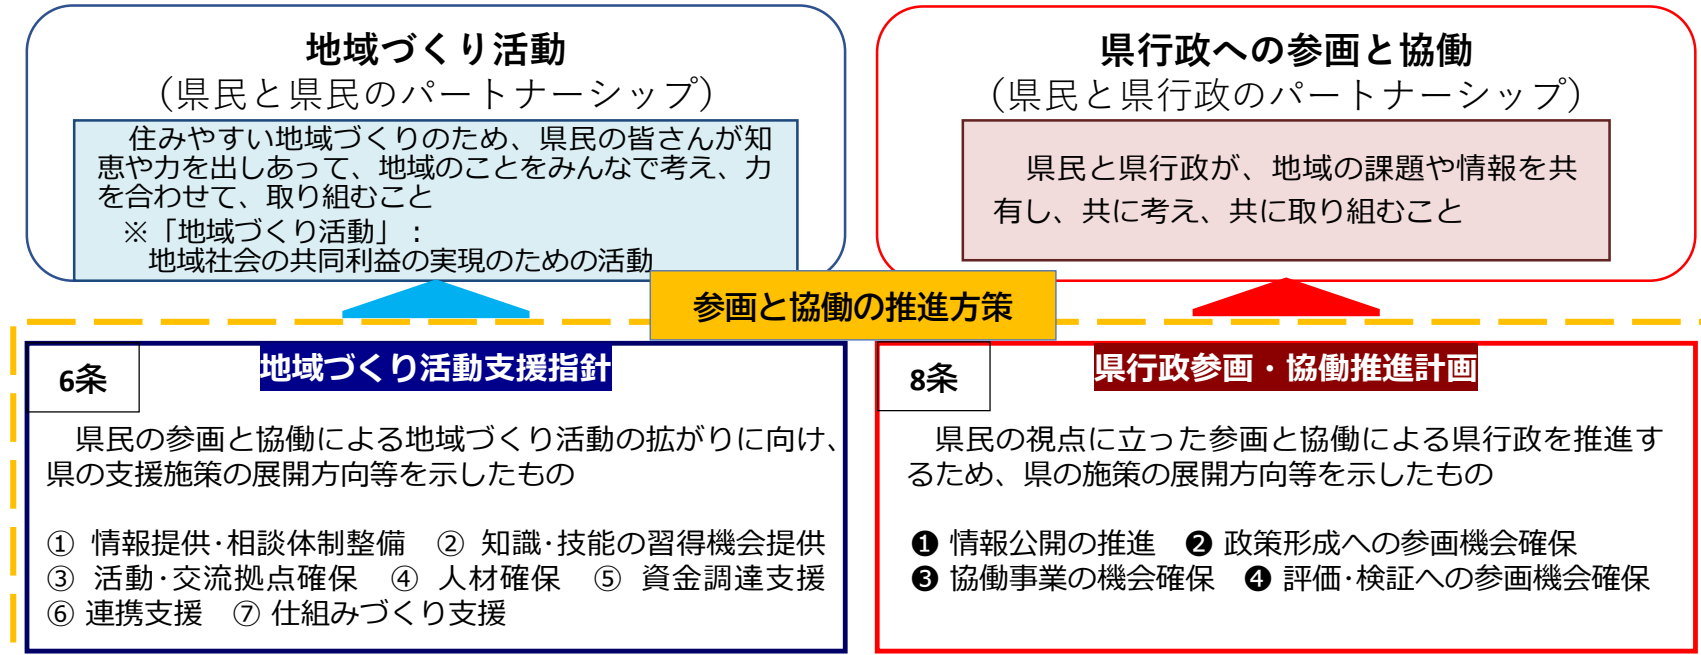 地域づくり活動
（県民と県民のパートナーシップ）
住みやすい地域づくりのため、県民の皆さんが知
恵や力を出しあって、地域のことをみんなで考え、力
を合わせて、取り組むこと
※「地域づくり活動」：
地域社会の共同利益の実現のための活動
県行政への参画と協働
（県民と県行政のパートナーシップ）
県民と県行政が、地域の課題や情報を共
有し、共に考え、共に取り組むこと
参画と協働の推進方策
6条
地域づくり活動支援指針
県民の参画と協働による地域づくり活動の拡がりに向け、
県の支援施策の展開方向等を示したもの
① 情報提供･相談体制整備　② 知識･技能の習得機会提供
③ 活動･交流拠点確保　④ 人材確保　⑤ 資金調達支援
⑥ 連携支援　⑦ 仕組みづくり支援
8条
県行政参画・協働推進計画
県民の視点に立った参画と協働による県行政を推進す
るため、県の施策の展開方向等を示したもの
❶ 情報公開の推進　❷ 政策形成への参画機会確保
❸ 協働事業の機会確保　❹ 評価･検証への参画機会確保